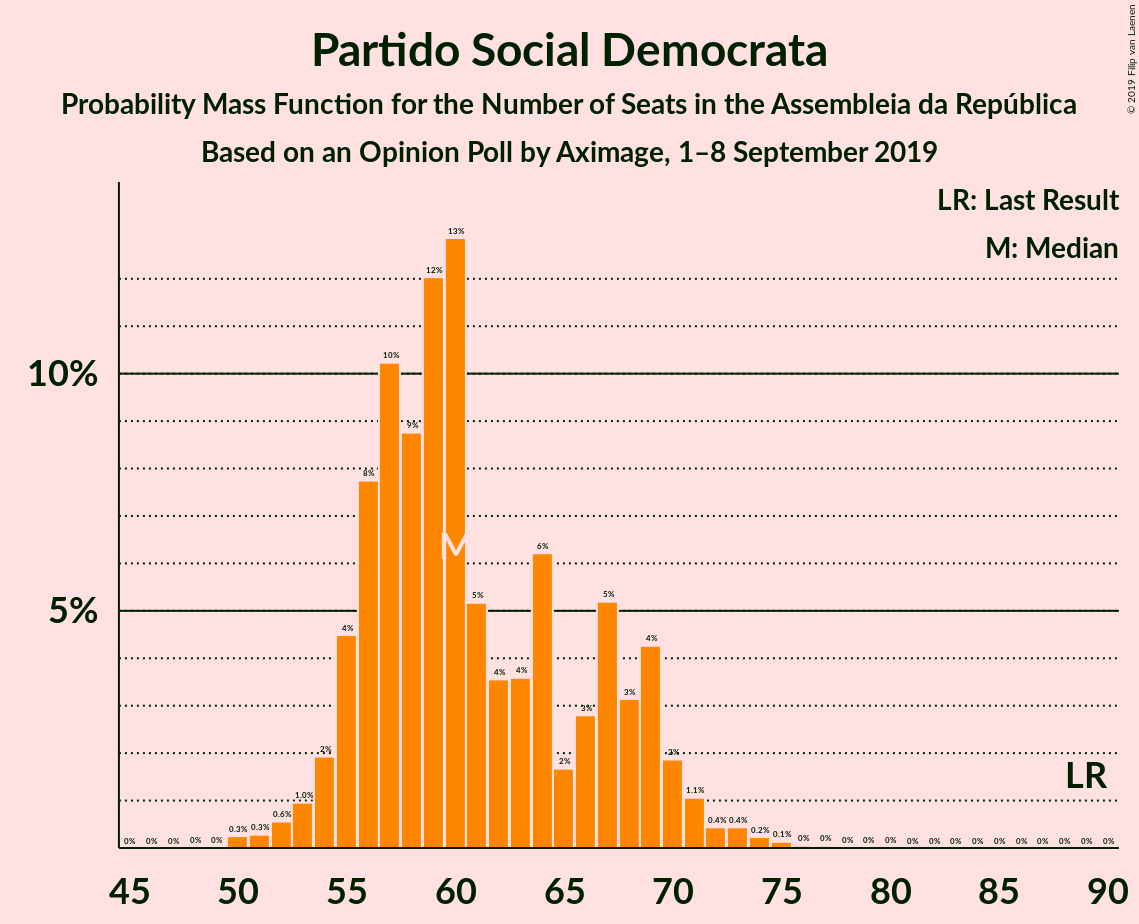 Partido Social Democrata
Probability Mass Function for the Number of Seats in the Assembleia da República
Based on an Opinion Poll by Aximage, 1–8 September 2019
© 2019 Filip van Laenen
LR: Last Result
M: Median
10%
5%
0% 0% 0% 0% 0% 0.3% 0.3% 0.6% 1.0% 2% 4% 8% 10% 9% 12% 13% 5% 4% 4% 6% 2% 3% 5% 3% 4% 2% 1.1% 0.4% 0.4% 0.2% 0.1% 0% 0% 0% 0% 0% 0% 0% 0% 0% 0% 0% 0% 0% 0% 0%
M
LR
45 50 55 60 65 70 75 80 85 90